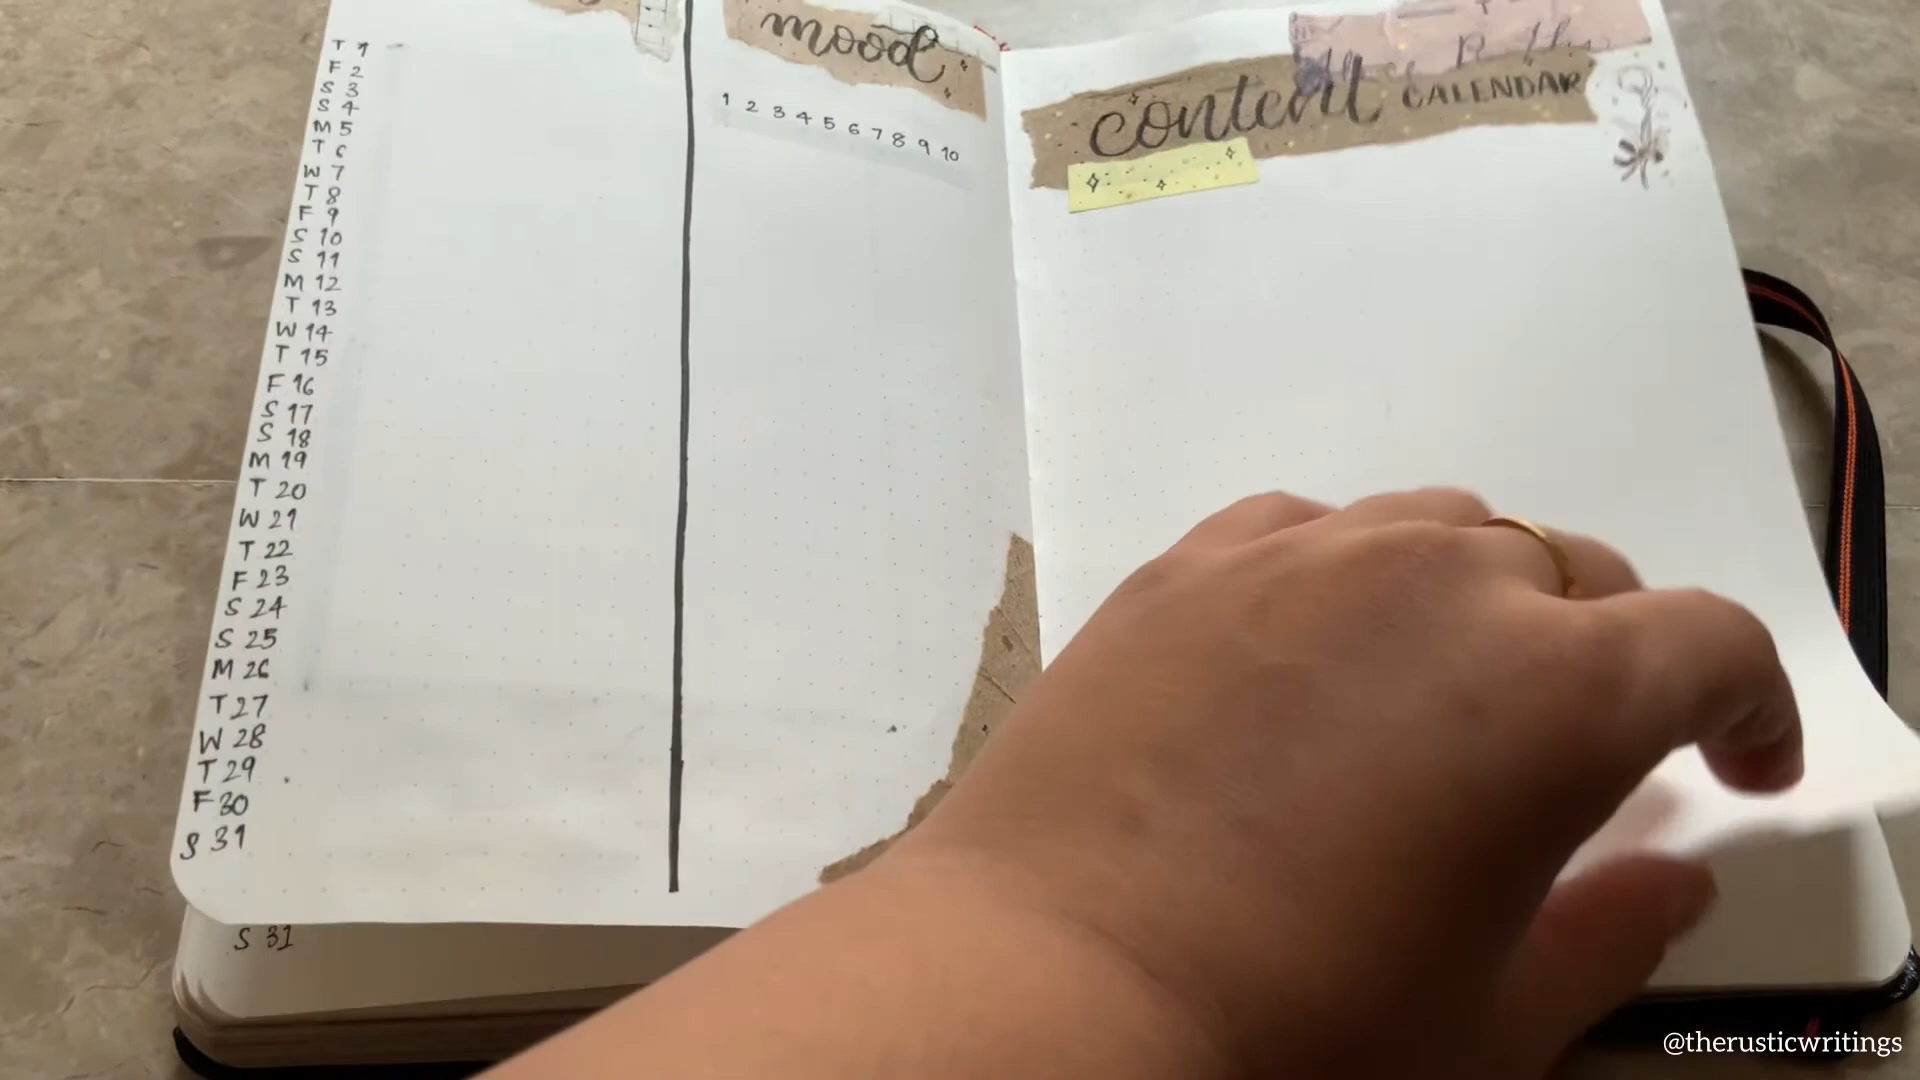 mood
1 2 3 4 5 6 7 8 9 10
T 1
F 2
S 3
S 4
M 5
T 6
W 7
T 8
F 9
S 10
S 11
M 12
T 13
W 14
T 15
F 16
S 17
S 18
M 19
T 20
W 21
T 22
F 23
S 24
S 25
M 26
T 27
W 28
T 29
F 30
S 31
S 31
content CALENDAR
@therusticwritings